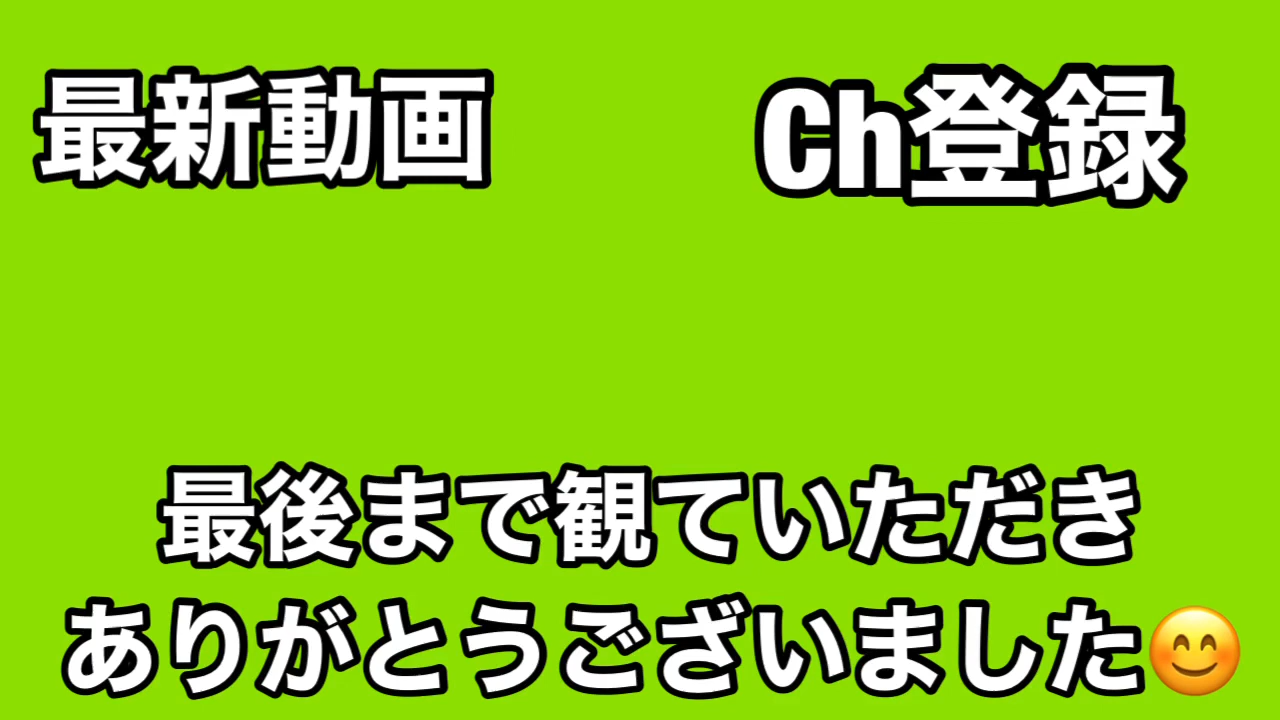 最新動画
Ch登録
最後まで観ていただき
ありがとうございました😊